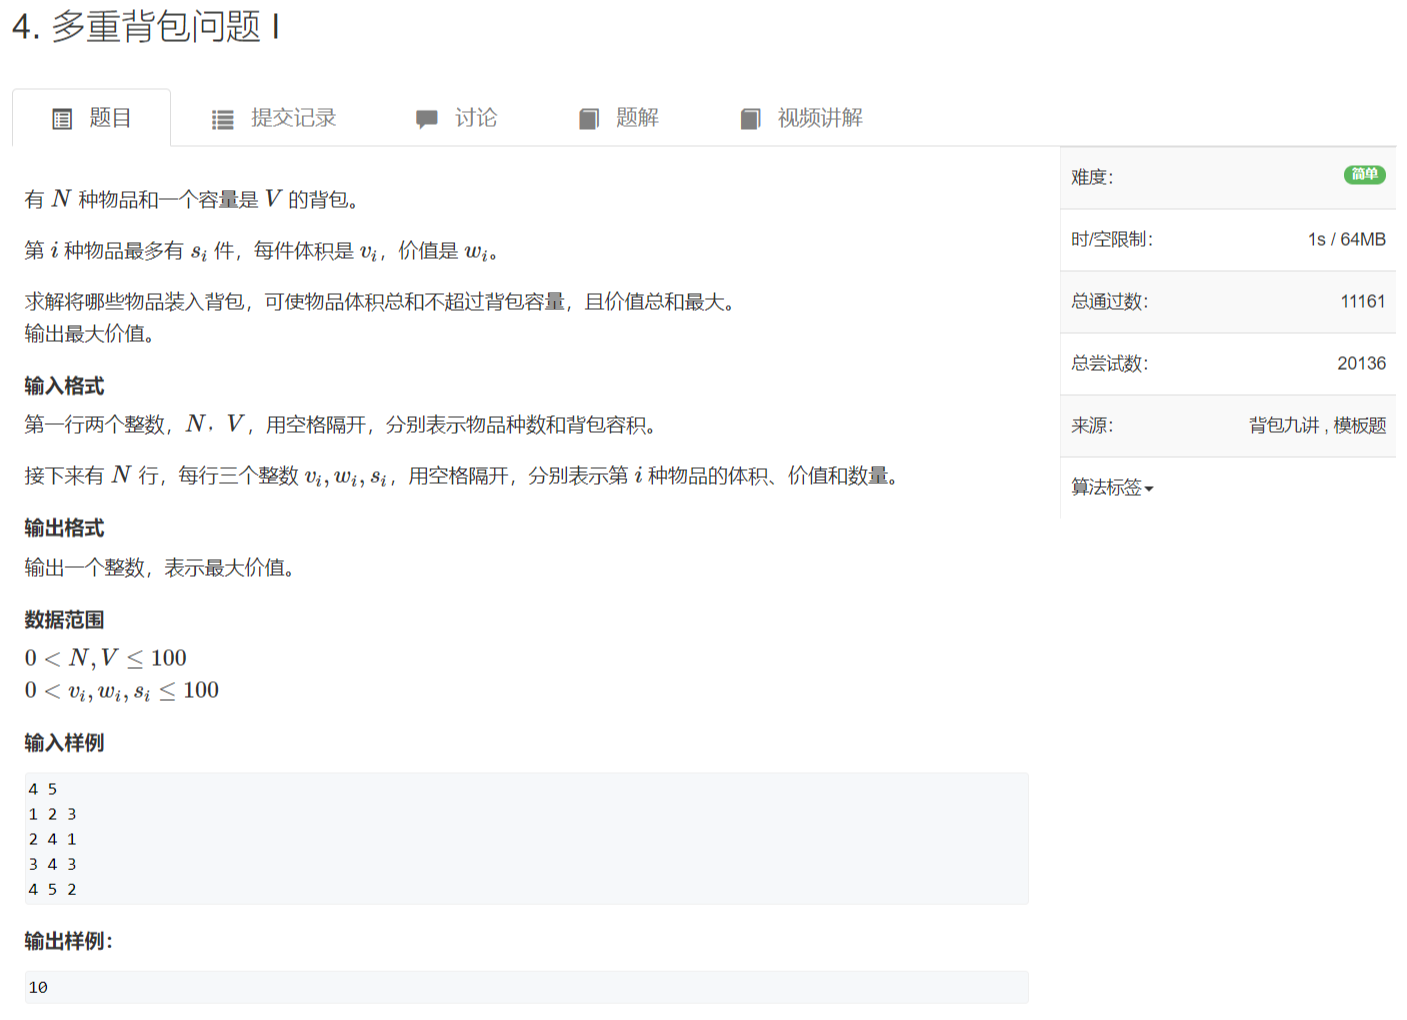 4. 多重背包问题 I
题目 提交记录 讨论 题解 视频讲解
有 N 种物品和一个容量是 V 的背包。
第 i 种物品最多有 s_i 件，每件体积是 v_i，价值是 w_i。
求解将哪些物品装入背包，可使物品体积总和不超过背包容量，且价值总和最大。
输出最大价值。
输入格式
第一行两个整数，N，V，用空格隔开，分别表示物品种数和背包容积。
接下来有 N 行，每行三个整数 v_i, w_i, s_i，用空格隔开，分别表示第 i 种物品的体积、价值和数量。
输出格式
输出一个整数，表示最大价值。
数据范围
0 < N, V ≤ 100
0 < v_i, w_i, s_i ≤ 100
输入样例
4 5
1 2 3
2 4 1
3 4 3
4 5 2
输出样例：
10
难度： 简单
时/空限制： 1s / 64MB
总通过数： 11161
总尝试数： 20136
来源： 背包九讲 , 模板题
算法标签